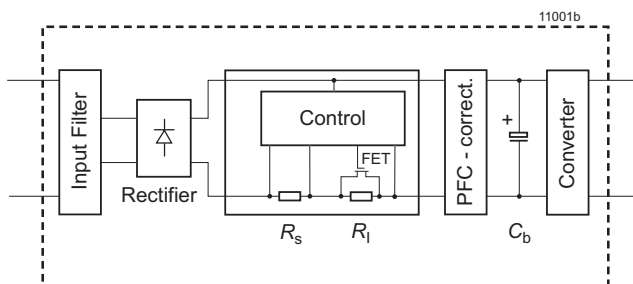 11001b
Input Filter
Rectifier
Control
FET
Rs
Rl
PFC - correct.
+
Cb
Converter